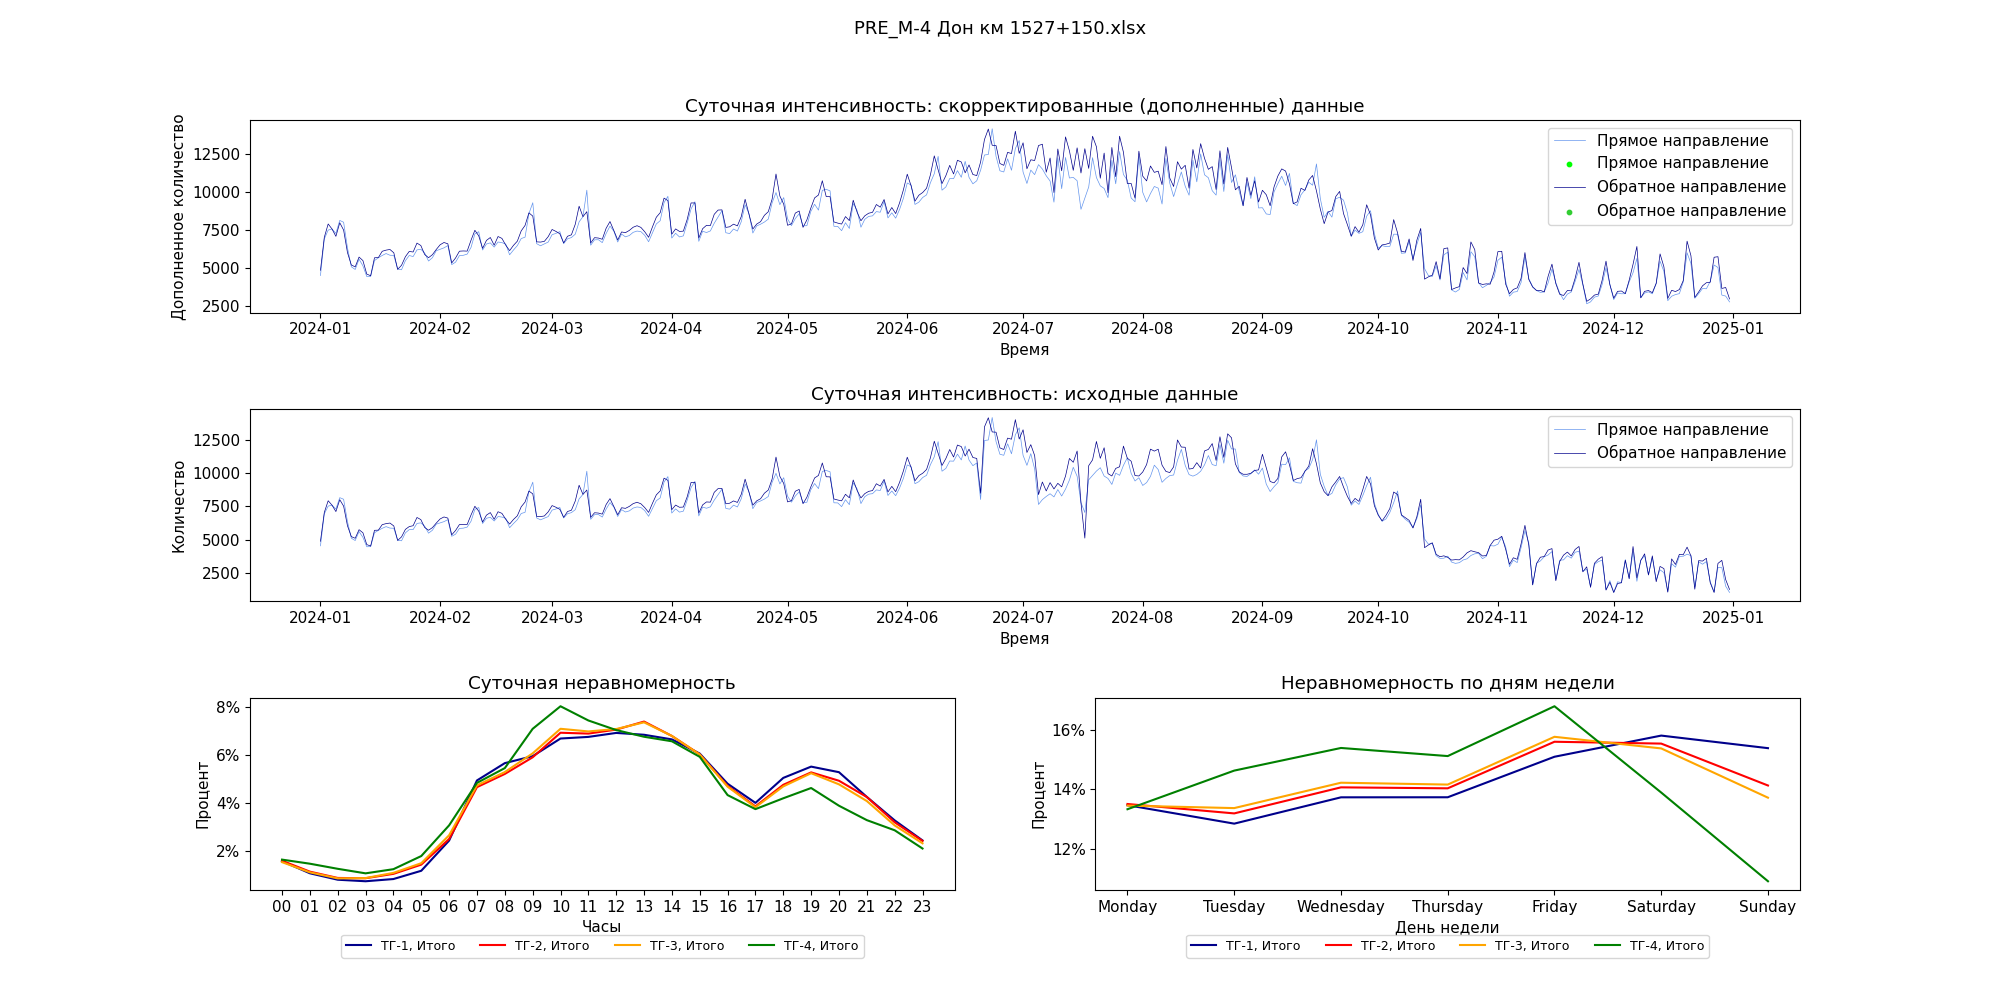 PRE_M-4 Дон км 1527+150.xlsx
Суточная интенсивность: скорректированные (дополненные) данные
Дополненное количество
12500
10000
7500
5000
2500
Прямое направление
Прямое направление
Обратное направление
Обратное направление
2024-01 2024-02 2024-03 2024-04 2024-05 2024-06 2024-07 2024-08 2024-09 2024-10 2024-11 2024-12 2025-01
Время
Суточная интенсивность: исходные данные
Количество
12500
10000
7500
5000
2500
Прямое направление
Обратное направление
2024-01 2024-02 2024-03 2024-04 2024-05 2024-06 2024-07 2024-08 2024-09 2024-10 2024-11 2024-12 2025-01
Время
Суточная неравномерность
Процент
8%
6%
4%
2%
00 01 02 03 04 05 06 07 08 09 10 11 12 13 14 15 16 17 18 19 20 21 22 23
Часы
ТГ-1, Итого ТГ-2, Итого ТГ-3, Итого ТГ-4, Итого
Неравномерность по дням недели
Процент
16%
14%
12%
Monday Tuesday Wednesday Thursday Friday Saturday Sunday
День недели
ТГ-1, Итого ТГ-2, Итого ТГ-3, Итого ТГ-4, Итого